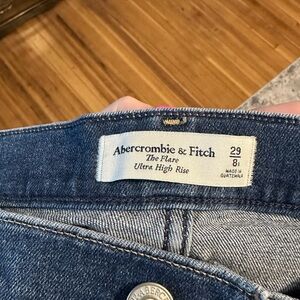 Abercrombie & Fitch
The Flare
Ultra High Rise
29
8
MADE IN
GUATEMALA